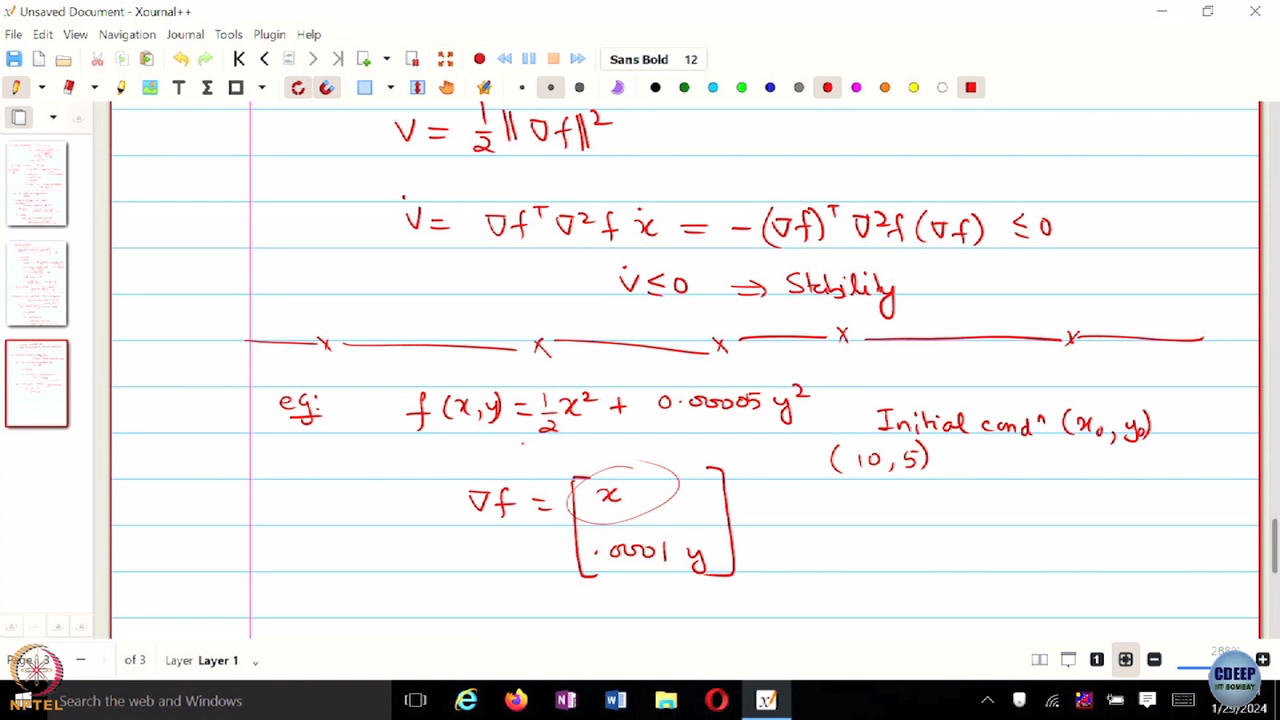 Unsaved Document - Xournal++
File Edit View Navigation Journal Tools Plugin Help
Sans Bold 12
V = 1/2 ‖∇f‖²
V̇ = ∇fᵀ ∇²f ẋ = -(∇f)ᵀ ∇²f (∇f) ≤ 0
V̇ ≤ 0 ⇒ Stability
eg: f(x,y) = 1/2 x² + 0.00005 y²
Initial condⁿ (x₀, y₀)
(10, 5)
∇f = [ x
.0001 y ]
of 3 Layer Layer 1
288%
NPTEL
CDEEP
IIT BOMBAY
Search the web and Windows
1/29/2024